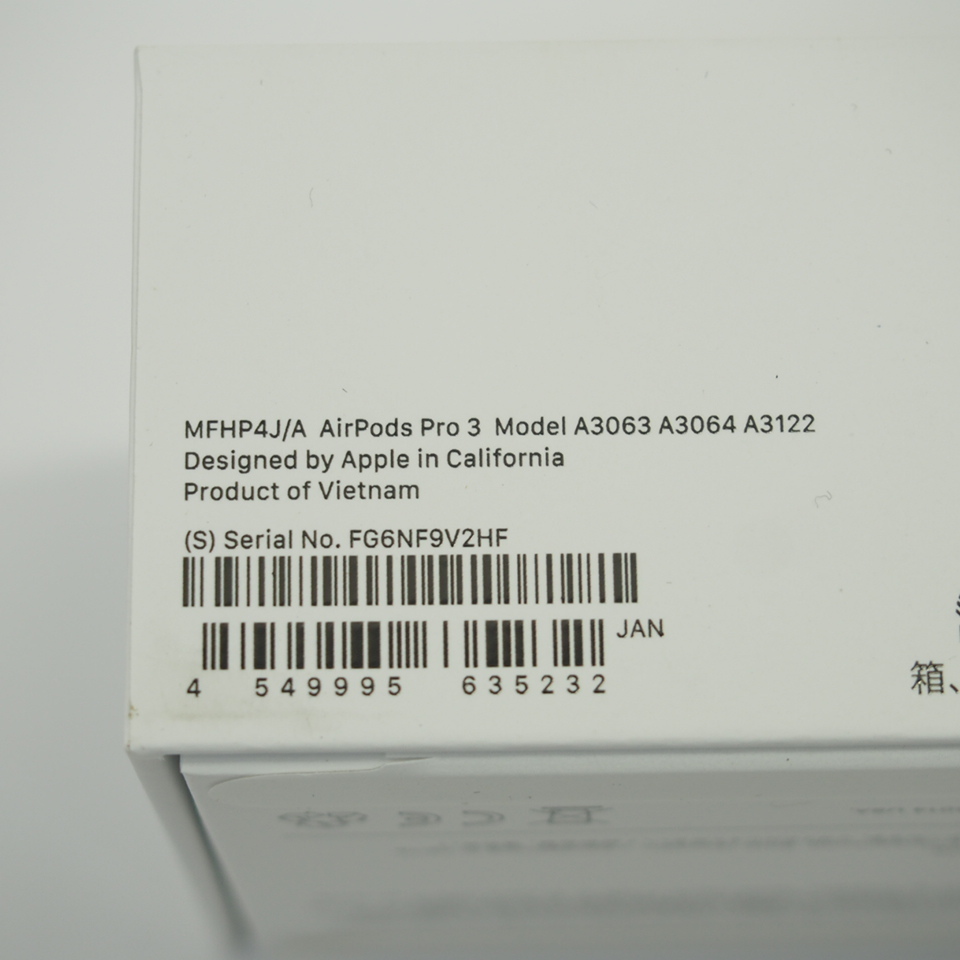 MFHP4J/A AirPods Pro 3 Model A3063 A3064 A3122
Designed by Apple in California
Product of Vietnam
(S) Serial No. FG6NF9V2HF
JAN
4 549995 635232
箱、